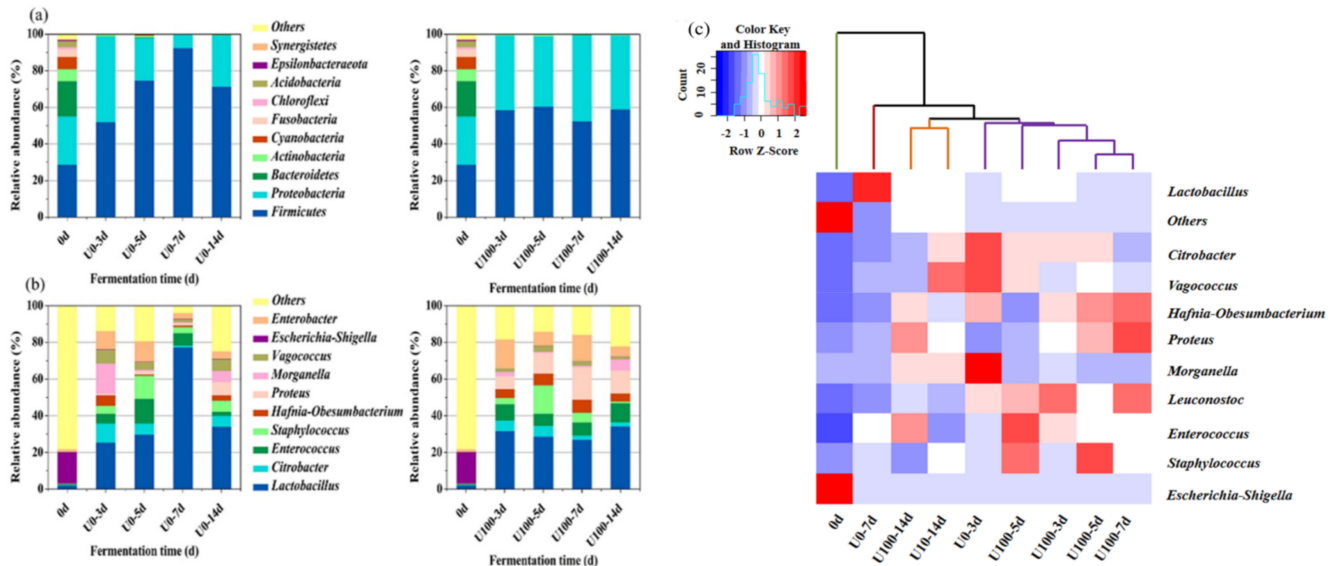 (a)
Relative abundance (%)
100
80
60
40
20
0
0d
U0-3d
U0-5d
U0-7d
U0-14d
Fermentation time (d)
Others
Synergistetes
Epsilonbacteraeota
Acidobacteria
Chloroflexi
Fusobacteria
Cyanobacteria
Actinobacteria
Bacteroidetes
Proteobacteria
Firmicutes
Relative abundance (%)
100
80
60
40
20
0
0d
U100-3d
U100-5d
U100-7d
U100-14d
Fermentation time (d)
(b)
Relative abundance (%)
100
80
60
40
20
0
0d
U0-3d
U0-5d
U0-7d
U0-14d
Fermentation time (d)
Others
Enterobacter
Escherichia-Shigella
Vagococcus
Morganella
Proteus
Hafnia-Obesumbacterium
Staphylococcus
Enterococcus
Citrobacter
Lactobacillus
Relative abundance (%)
100
80
60
40
20
0
0d
U100-3d
U100-5d
U100-7d
U100-14d
Fermentation time (d)
(c)
Color Key
and Histogram
Count
0 10 20
-2 -1 0 1 2
Row Z-Score
Lactobacillus
Others
Citrobacter
Vagococcus
Hafnia-Obesumbacterium
Proteus
Morganella
Leuconostoc
Enterococcus
Staphylococcus
Escherichia-Shigella
0d
U0-7d
U100-14d
U10-14d
U0-3d
U100-5d
U100-3d
U100-5d
U100-7d